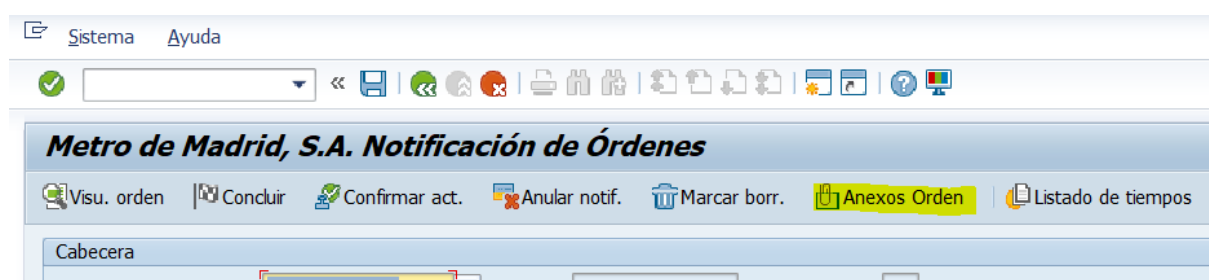 Sistema Ayuda
Metro de Madrid, S.A. Notificación de Órdenes
Visu. orden Concluir Confirmar act. Anular notif. Marcar borr. Anexos Orden Listado de tiempos
Cabecera